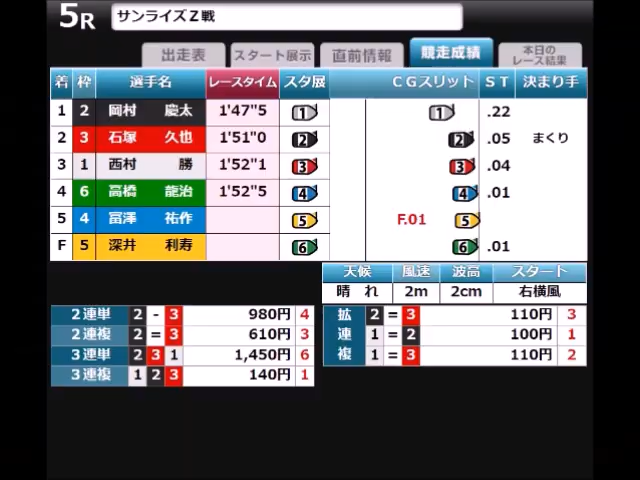 5R サンライズZ戦
出走表 スタート展示 直前情報 競走成績 本日のレース結果
着 枠 選手名 レースタイム スタ展 CGスリット ST 決まり手
1 2 岡村 慶太 1'47"5 1 1 .22
2 3 石塚 久也 1'51"0 2 2 .05 まくり
3 1 西村 勝 1'52"1 3 3 .04
4 6 高橋 龍治 1'52"5 4 4 .01
5 4 冨澤 祐作 5 F.01 5
F 5 深井 利寿 6 6 .01
天候 風速 波高 スタート
晴れ 2m 2cm 右横風
2連単 2 - 3 980円 4
2連複 2 = 3 610円 3
3連単 2 3 1 1,450円 6
3連複 1 2 3 140円 1
拡 2 = 3 110円 3
連 1 = 2 100円 1
複 1 = 3 110円 2